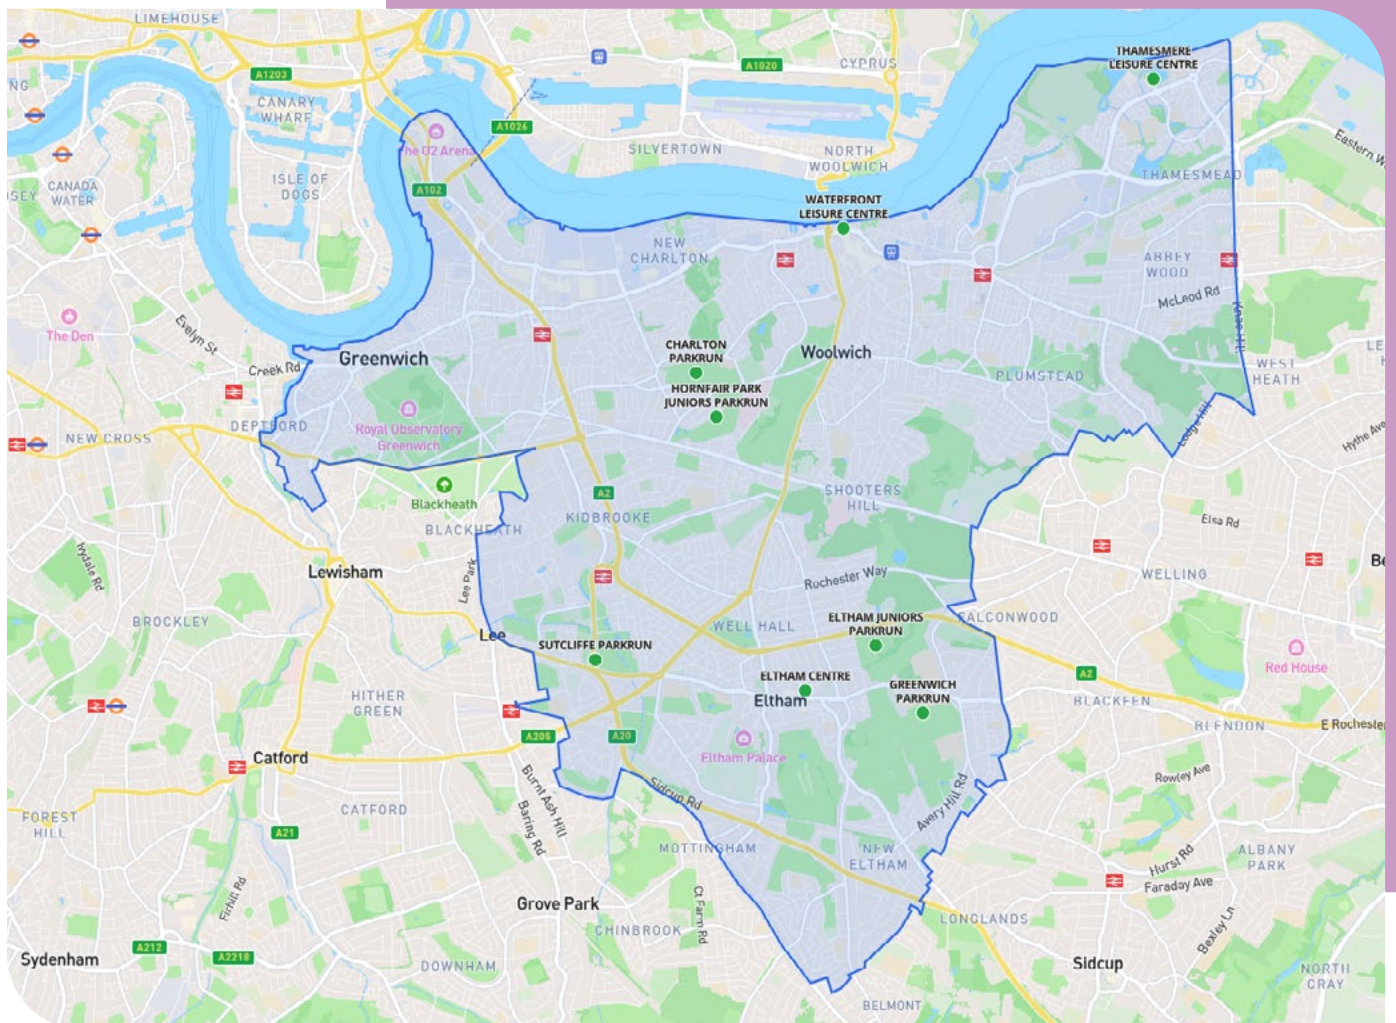 LIMEHOUSE
A1203
A1020
CYPRUS
THAMESMERE
LEISURE CENTRE
NG
CANARY
WHARF
A1026
The O2 Arena
SILVERTOWN
NORTH
WOOLWICH
Eastern W
THAMESMEAD
ISLE OF
DOGS
CANADA
WATER
SEY
A102
WATERFRONT
LEISURE CENTRE
NEW
CHARLTON
ABBEY
WOOD
McLeod Rd
Knee Hill
The Den
Evelyn St
Creek Rd
Greenwich
CHARLTON
PARKRUN
Woolwich
HORNFAIR PARK
JUNIORS PARKRUN
PLUMSTEAD
WEST
HEATH
LE
H
Lodge Hill
Hythe Ave
Royal Observatory
Greenwich
DEPTFORD
NEW CROSS
Blackheath
BLACKHEATH
A2
KIDBROOKE
SHOOTERS
HILL
Elsa Rd
Ivydale Rd
Lewisham
Lee Park
Rochester Way
WELLING
Be
BROCKLEY
Lee
WELL HALL
ELTHAM JUNIORS
PARKRUN
FALCONWOOD
SUTCLIFFE PARKRUN
Red House
A2
HITHER
GREEN
ELTHAM CENTRE
Eltham
GREENWICH
PARKRUN
BLACKFEN
BLENDON
E Rochester
A205
A20
Eltham Palace
Catford
Sidcup Rd
Burnt Ash Hill
Baring Rd
Avery Hill Rd
Rowley Ave
FOREST
HILL
CATFORD
A21
MOTTINGHAM
NEW
ELTHAM
Hurst Rd
Faraday Ave
ALBANY
PARK
Firhill Rd
Grove Park
Ct Farm Rd
LONGLANDS
Bexley Ln
CHINBROOK
A212
A2218
Sydenham
DOWNHAM
Sidcup
NORTH
CRAY
BELMONT